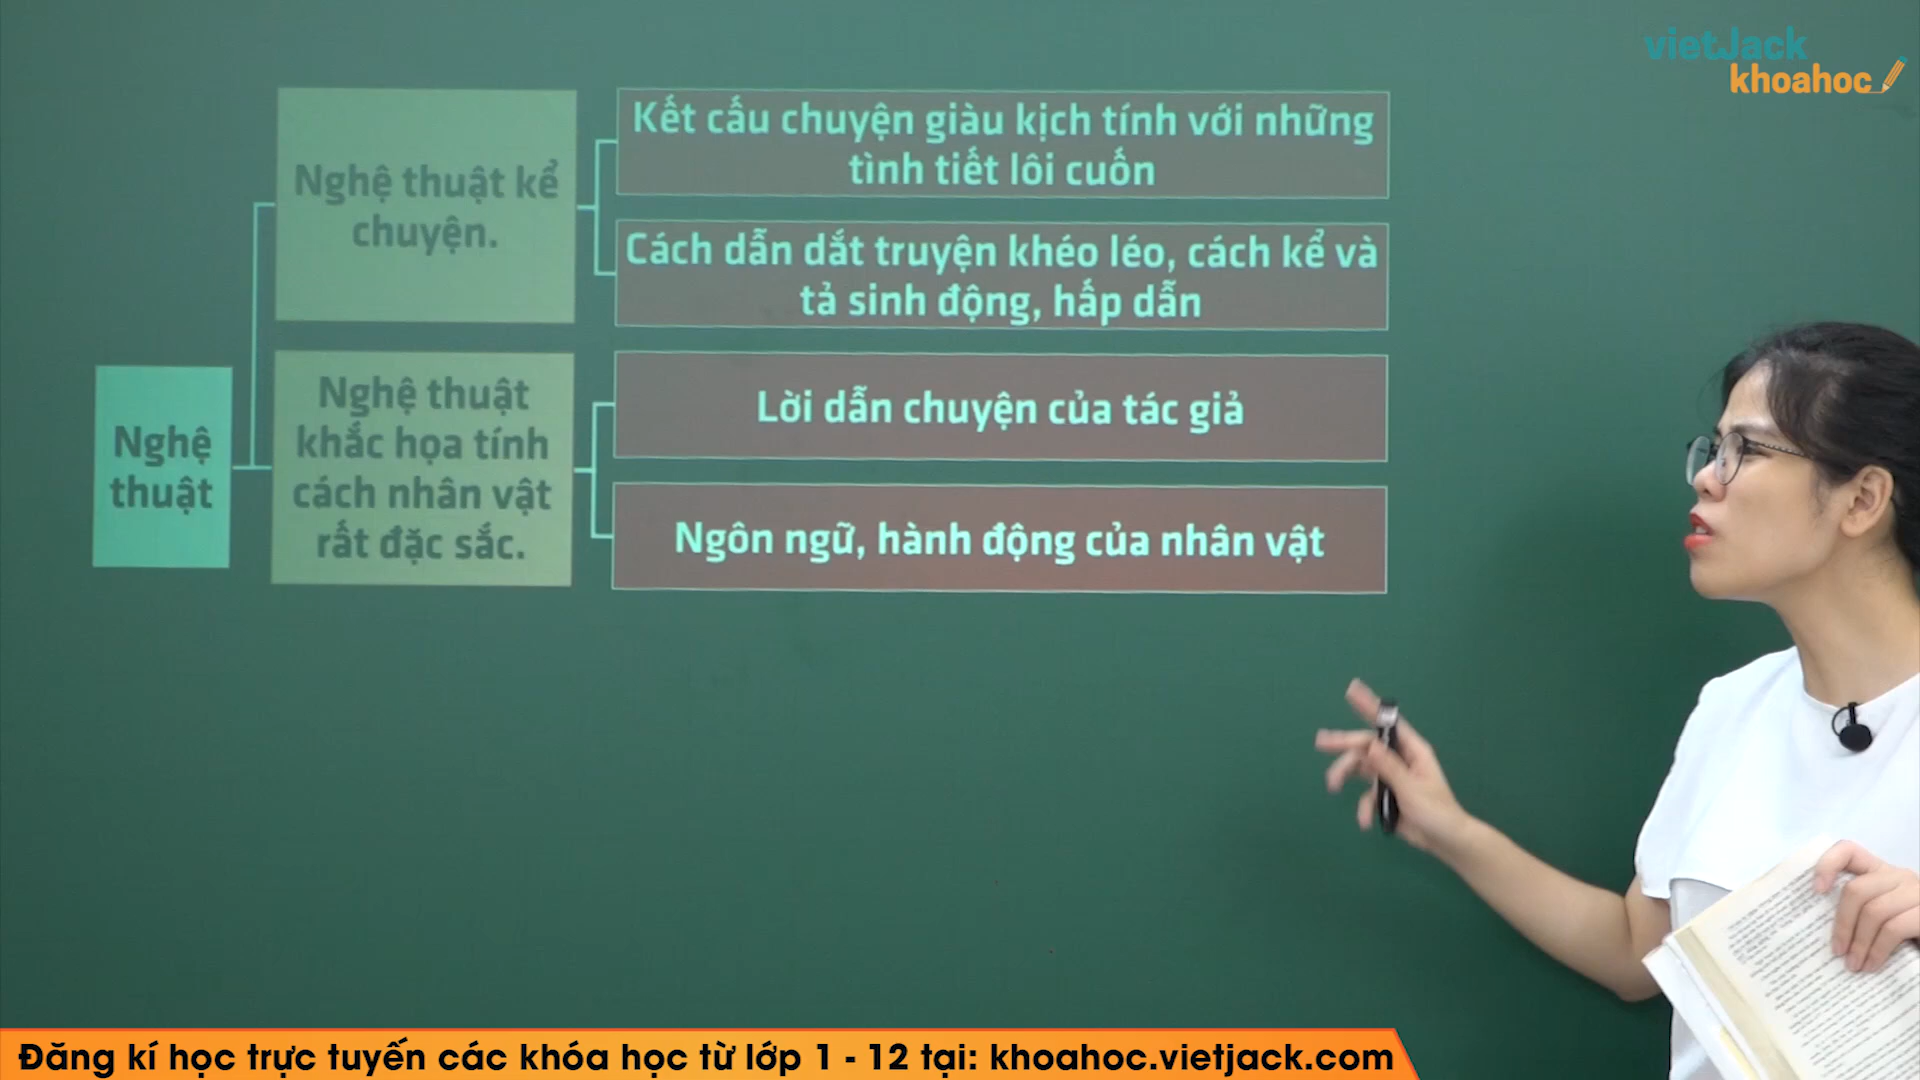 vietJack
khoahoc
Kết cấu chuyện giàu kịch tính với những
tình tiết lôi cuốn
Nghệ thuật kể
chuyện.
Cách dẫn dắt truyện khéo léo, cách kể và
tả sinh động, hấp dẫn
Nghệ
thuật
Nghệ thuật
khắc họa tính
cách nhân vật
rất đặc sắc.
Lời dẫn chuyện của tác giả
Ngôn ngữ, hành động của nhân vật
Đăng kí học trực tuyến các khóa học từ lớp 1 - 12 tại: khoahoc.vietjack.com